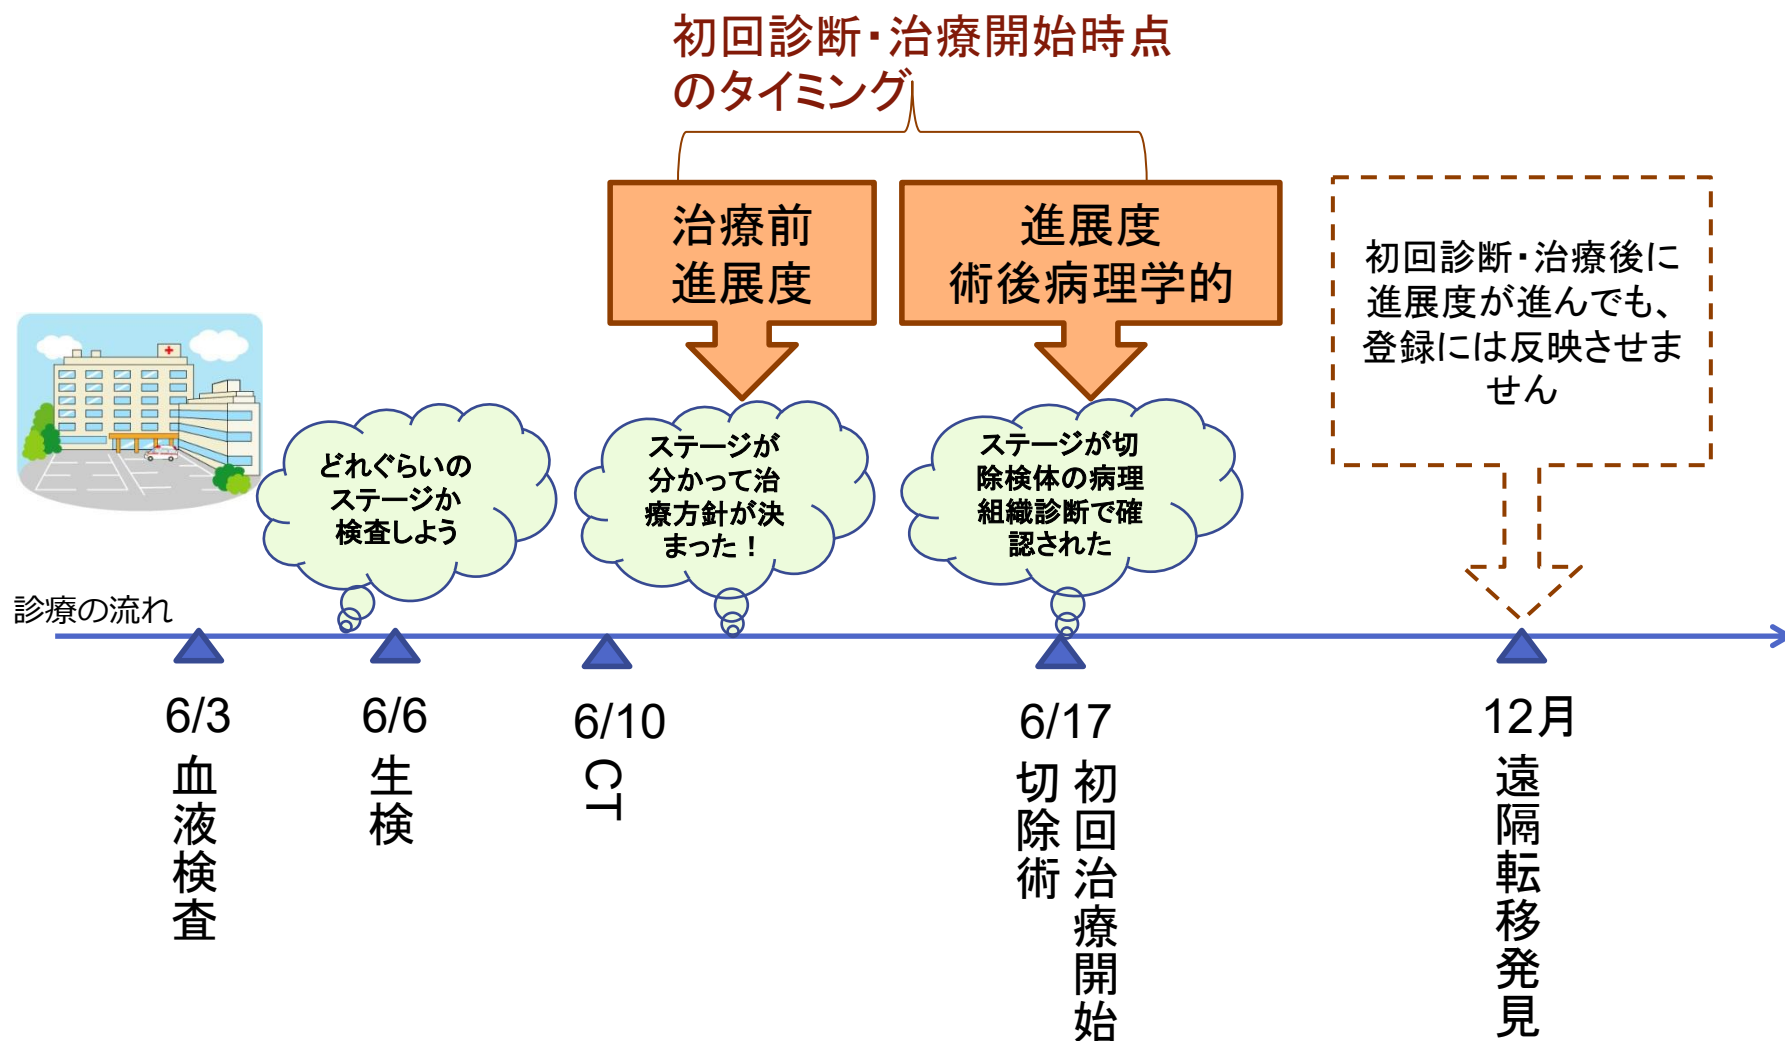 初回診断・治療開始時点
のタイミング
治療前
進展度
進展度
術後病理学的
初回診断・治療後に
進展度が進んでも、
登録には反映させま
せん
どれぐらいの
ステージか
検査しよう
ステージが
分かって治
療方針が決
まった！
ステージが切
除検体の病理
組織診断で確
認された
診療の流れ
6/3
血液検査
6/6
生検
6/10
CT
6/17
初回治療開始
切除術
12月
遠隔転移発見